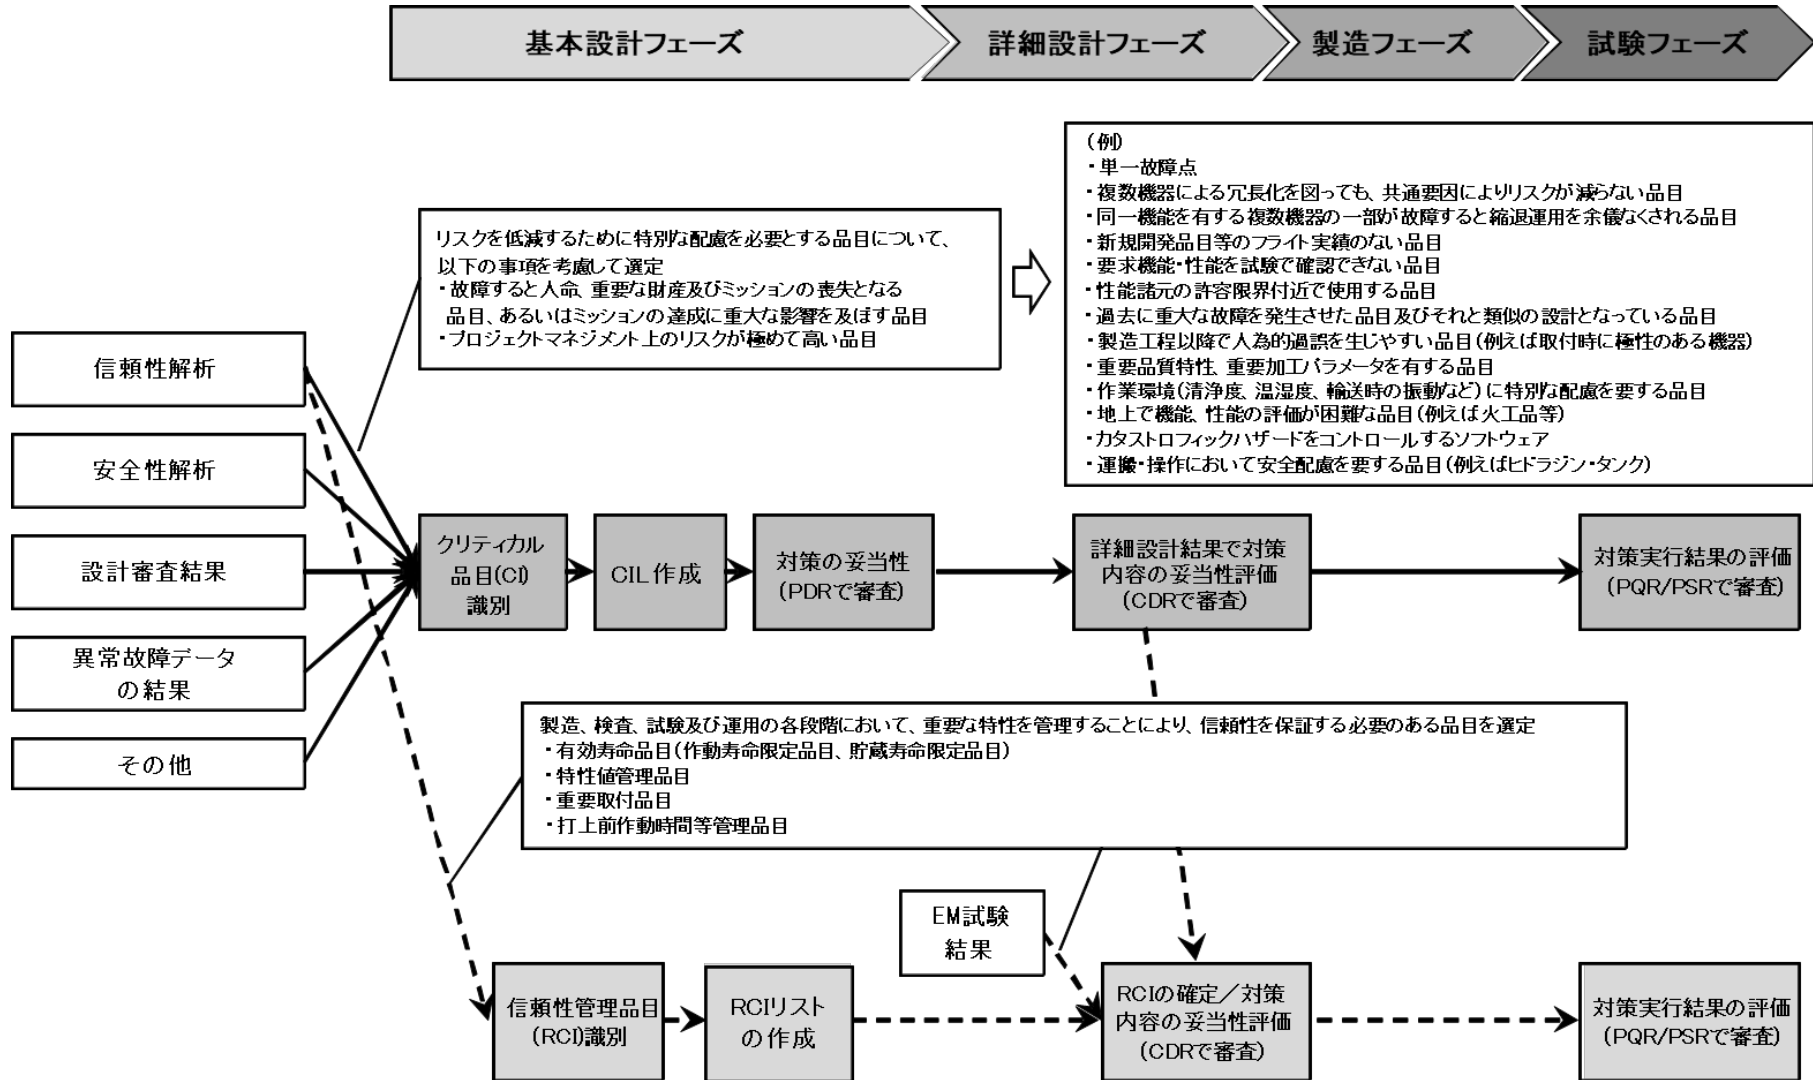 基本設計フェーズ
詳細設計フェーズ
製造フェーズ
試験フェーズ
(例)
・単一故障点
・複数機器による冗長化を図っても、共通要因によりリスクが減らない品目
・同一機能を有する複数機器の一部が故障すると縮退運用を余儀なくされる品目
・新規開発品目等のフライト実績のない品目
・要求機能・性能を試験で確認できない品目
・性能諸元の許容限界付近で使用する品目
・過去に重大な故障を発生させた品目及びそれと類似の設計となっている品目
・製造工程以降で人為的過誤を生じやすい品目(例えば取付時に極性のある機器)
・重要品質特性、重要加工パラメータを有する品目
・作業環境(清浄度、温湿度、輸送時の振動など)に特別な配慮を要する品目
・地上で機能、性能の評価が困難な品目(例えば火工品等)
・カタストロフィックハザードをコントロールするソフトウェア
・運搬・操作において安全配慮を要する品目(例えばヒドラジン・タンク)
リスクを低減するために特別な配慮を必要とする品目について、
以下の事項を考慮して選定
・故障すると人命、重要な財産及びミッションの喪失となる
品目、あるいはミッションの達成に重大な影響を及ぼす品目
・プロジェクトマネジメント上のリスクが極めて高い品目
信頼性解析
安全性解析
設計審査結果
異常故障データ
の結果
その他
クリティカル
品目(CI)
識別
CIL作成
対策の妥当性
(PDRで審査)
詳細設計結果で対策
内容の妥当性評価
(CDRで審査)
対策実行結果の評価
(PQR/PSRで審査)
製造、検査、試験及び運用の各段階において、重要な特性を管理することにより、信頼性を保証する必要のある品目を選定
・有効寿命品目(作動寿命限定品目、貯蔵寿命限定品目)
・特性値管理品目
・重要取付品目
・打上前作動時間等管理品目
EM試験
結果
信頼性管理品目
(RCI)識別
RCIリスト
の作成
RCIの確定/対策
内容の妥当性評価
(CDRで審査)
対策実行結果の評価
(PQR/PSRで審査)